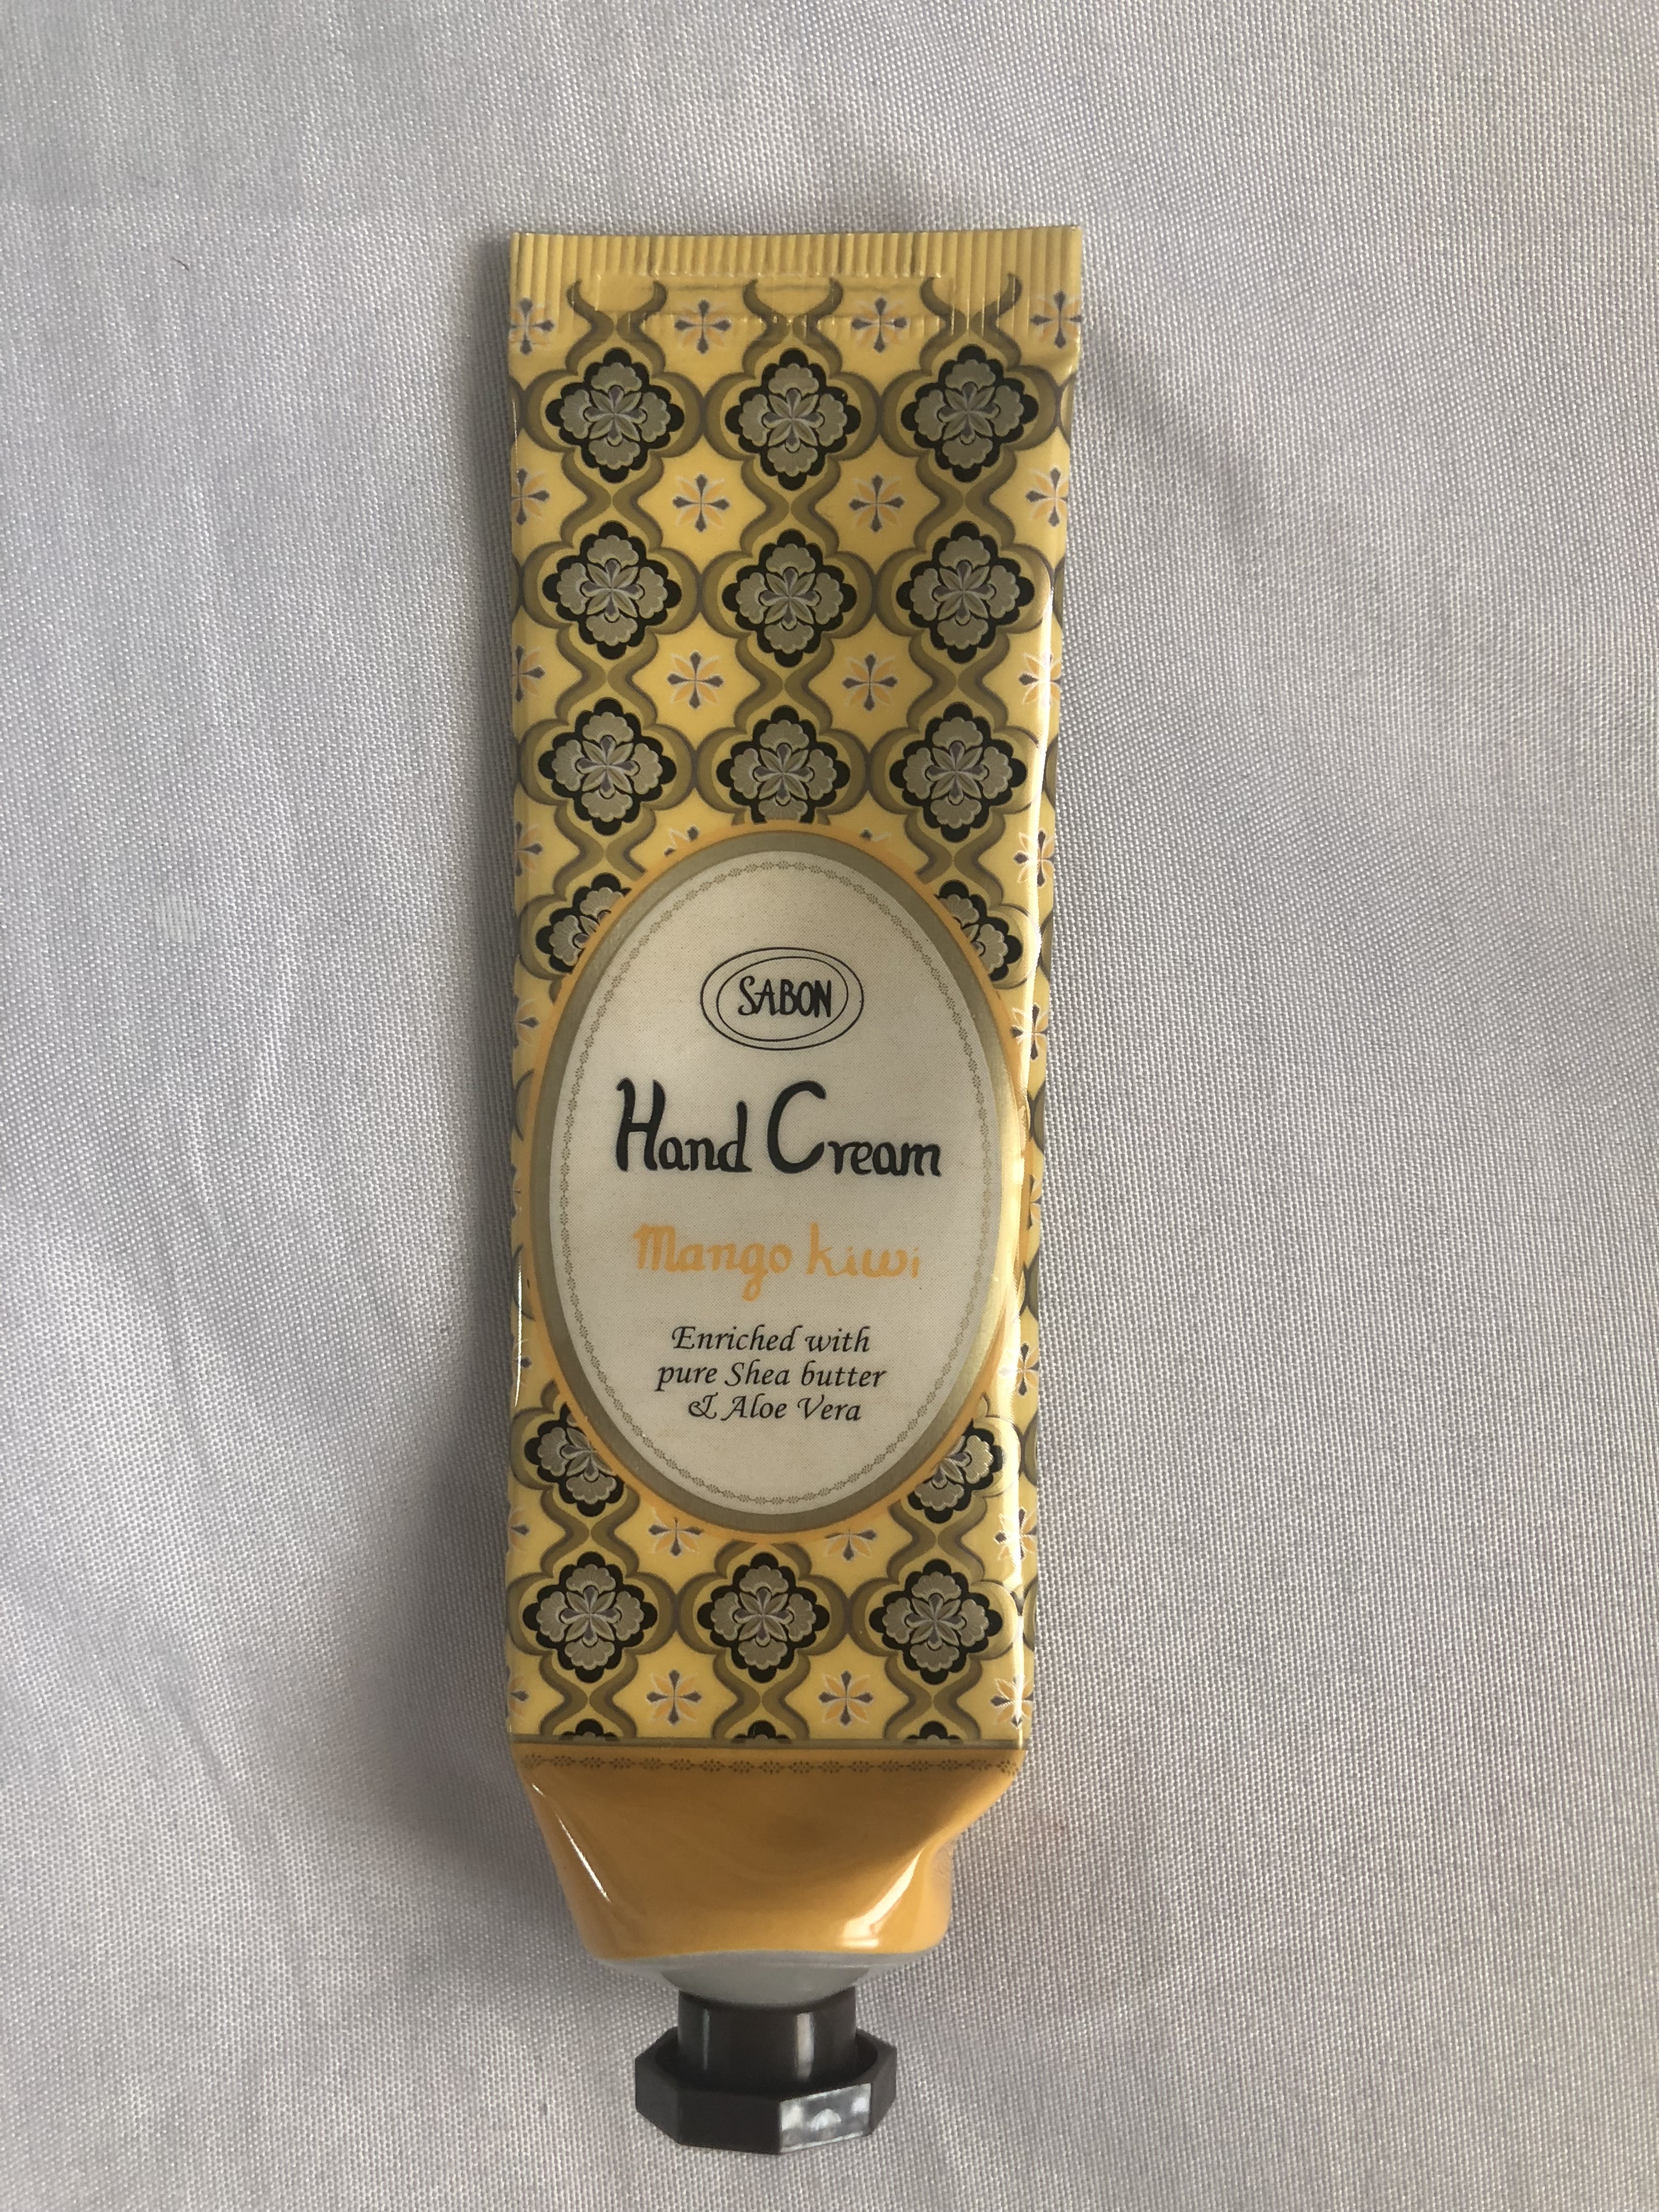 SABON
Hand Cream
Mango kiwi
Enriched with
pure Shea butter
& Aloe Vera